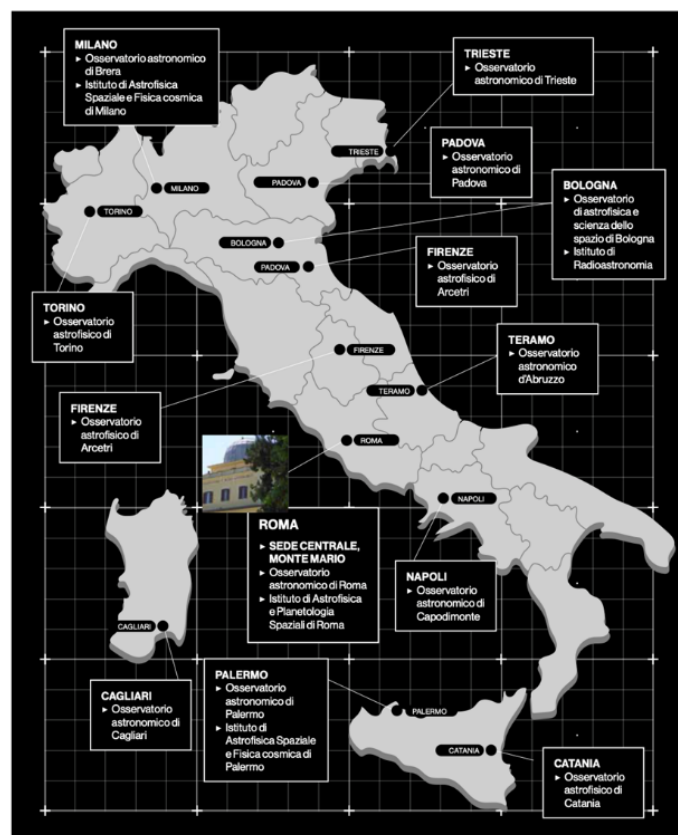 MILANO
► Osservatorio astronomico
di Brera
► Istituto di Astrofisica
Spaziale e Fisica cosmica
di Milano
TRIESTE
► Osservatorio
astronomico di Trieste
PADOVA
► Osservatorio
astronomico di
Padova
BOLOGNA
► Osservatorio
di astrofisica e
scienza dello
spazio di Bologna
► Istituto di
Radioastronomia
FIRENZE
► Osservatorio
astrofisico di
Arcetri
TRIESTE
PADOVA
MILANO
TORINO
BOLOGNA
PADOVA
TORINO
► Osservatorio
astrofisico di
Torino
TERAMO
► Osservatorio
astronomico
d'Abruzzo
FIRENZE
TERAMO
FIRENZE
► Osservatorio
astrofisico di
Arcetri
ROMA
NAPOLI
ROMA
► SEDE CENTRALE,
MONTE MARIO
► Osservatorio
astronomico di Roma
► Istituto di Astrofisica
e Planetologia
Spaziali di Roma
NAPOLI
► Osservatorio
astronomico di
Capodimonte
CAGLIARI
CAGLIARI
► Osservatorio
astronomico di
Cagliari
PALERMO
► Osservatorio
astronomico di
Palermo
► Istituto di
Astrofisica Spaziale
e Fisica cosmica di
Palermo
PALERMO
CATANIA
CATANIA
► Osservatorio
astrofisico di
Catania